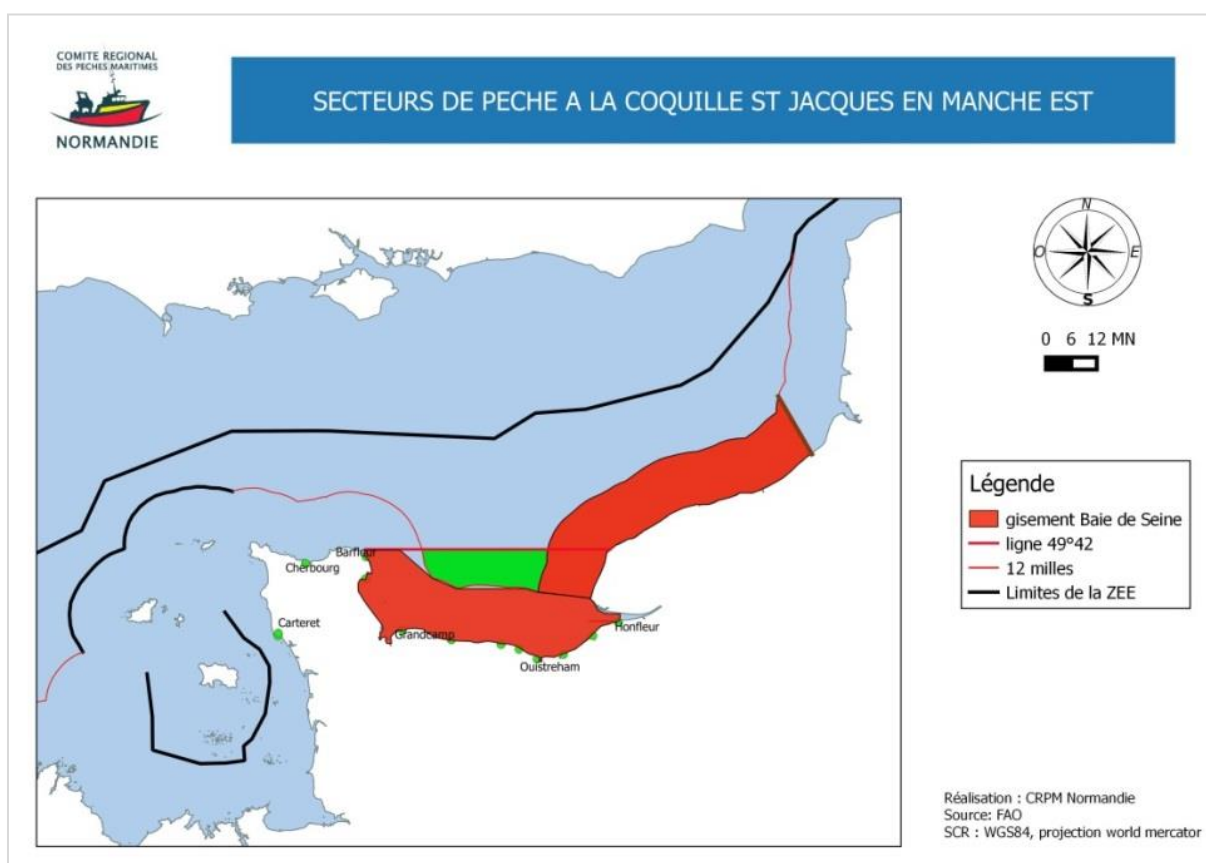 COMITE REGIONAL
DES PECHES MARITIMES
NORMANDIE
SECTEURS DE PECHE A LA COQUILLE ST JACQUES EN MANCHE EST
N
O
E
S
0 6 12 MN
Barfleur
Cherbourg
Carteret
Grandcamp
Honfleur
Ouistreham
Légende
gisement Baie de Seine
ligne 49°42
12 milles
Limites de la ZEE
Réalisation : CRPM Normandie
Source: FAO
SCR : WGS84, projection world mercator